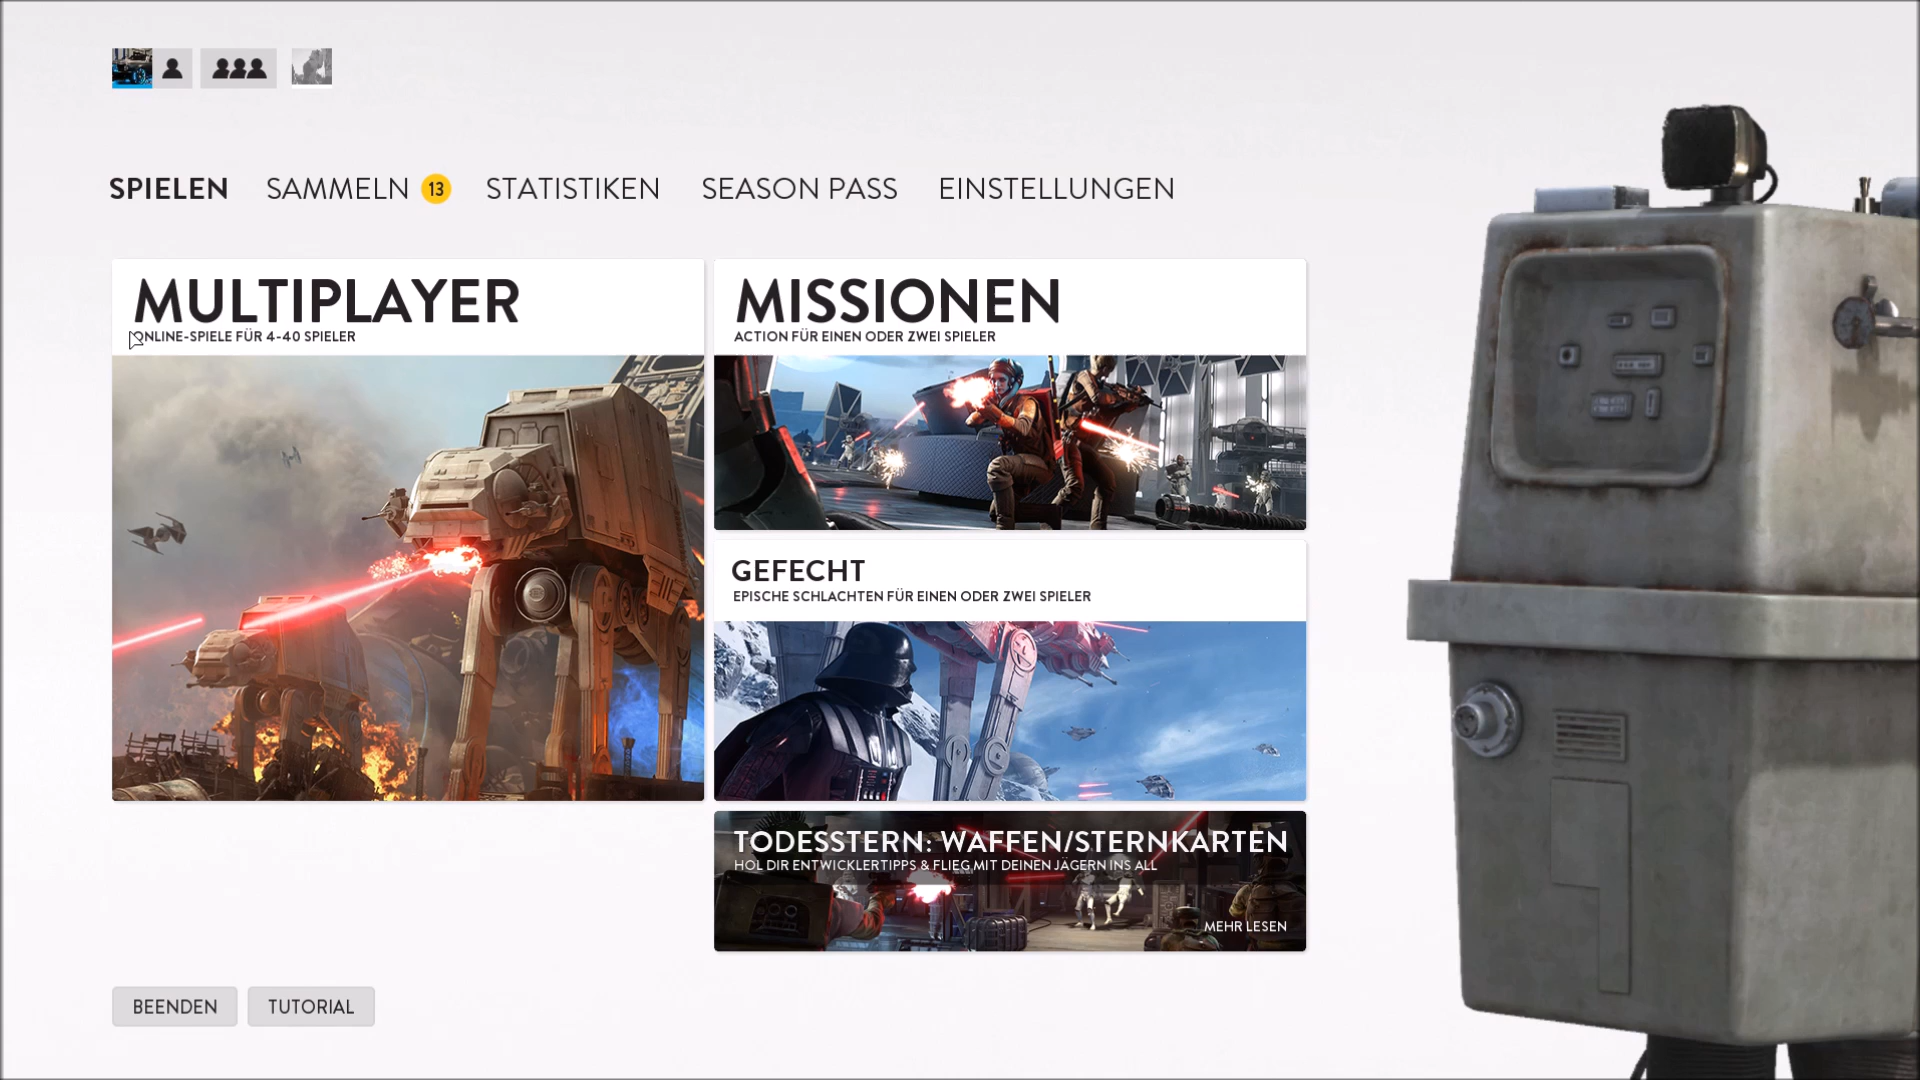 SPIELEN SAMMELN 13 STATISTIKEN SEASON PASS EINSTELLUNGEN
MULTIPLAYER
ONLINE-SPIELE FÜR 4-40 SPIELER
MISSIONEN
ACTION FÜR EINEN ODER ZWEI SPIELER
GEFECHT
EPISCHE SCHLACHTEN FÜR EINEN ODER ZWEI SPIELER
TODESSTERN: WAFFEN/STERNKARTEN
HOL DIR ENTWICKLERTIPPS & FLIEG MIT DEINEN JÄGERN INS ALL
MEHR LESEN
BEENDEN TUTORIAL